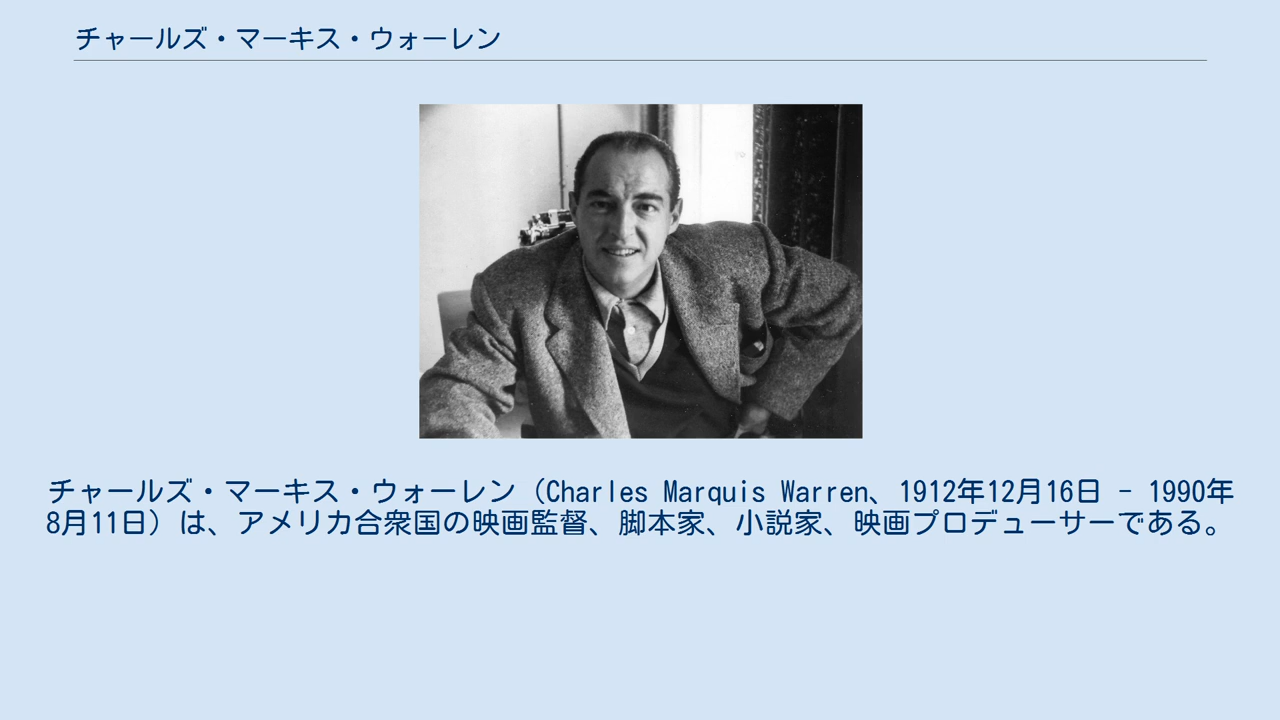 チャールズ・マーキス・ウォーレン
チャールズ・マーキス・ウォーレン（Charles Marquis Warren、1912年12月16日 - 1990年
8月11日）は、アメリカ合衆国の映画監督、脚本家、小説家、映画プロデューサーである。